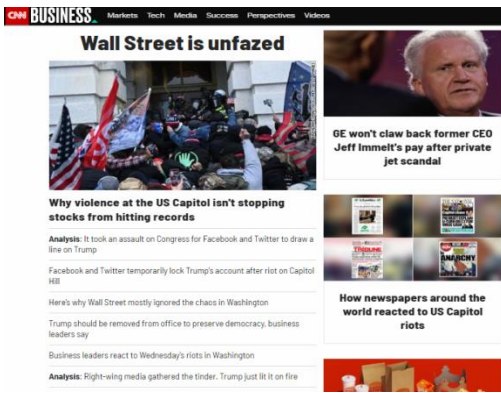 CNN BUSINESS Markets Tech Media Success Perspectives Videos
Wall Street is unfazed
Why violence at the US Capitol isn't stopping
stocks from hitting records
Analysis: It took an assault on Congress for Facebook and Twitter to draw a
line on Trump
Facebook and Twitter temporarily lock Trump's account after riot on Capitol
Hill
Here's why Wall Street mostly ignored the chaos in Washington
Trump should be removed from office to preserve democracy, business
leaders say
Business leaders react to Wednesday's riots in Washington
Analysis: Right-wing media gathered the tinder. Trump just lit it on fire
GE won't claw back former CEO
Jeff Immelt's pay after private
jet scandal
TRIBUNE
ANARCHY
How newspapers around the
world reacted to US Capitol
riots